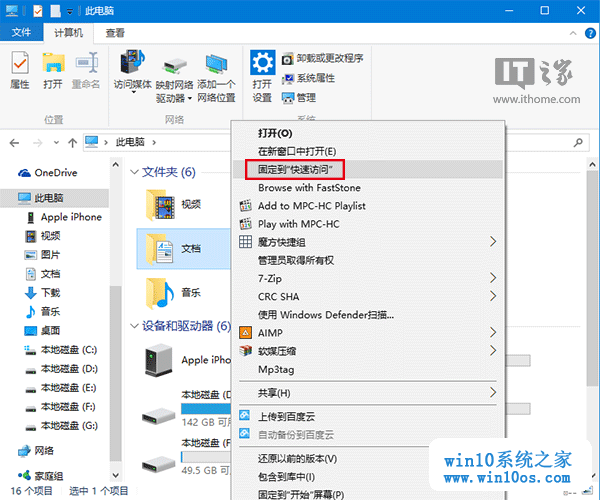 此电脑
文件
计算机
查看
属性
打开
重命名
访问媒体
映射网络
驱动器
添加一个
网络位置
打开
设置
卸载或更改程序
系统属性
管理
位置
网络
系统
IT之家
www.ithome.com
此电脑
OneDrive
此电脑
Apple iPhone
视频
图片
文档
下载
音乐
桌面
本地磁盘 (C:)
本地磁盘 (D:)
本地磁盘 (E:)
本地磁盘 (F:)
本地磁盘 (G:)
网络
家庭组
文件夹 (6)
视频
文档
音乐
设备和驱动器 (6)
Apple iPh
本地磁盘 (D
142 GB 可
本地磁盘 (F
49.5 GB 可
打开(O)
在新窗口中打开(E)
固定到"快速访问"
Browse with FastStone
Add to MPC-HC Playlist
Play with MPC-HC
魔方快捷组
管理员取得所有权
7-Zip
CRC SHA
使用 Windows Defender扫描...
AIMP
软媒压缩
Mp3tag
共享(H)
上传到百度云
自动备份到百度云
还原以前的版本(V)
包含到库中(I)
固定到"开始"屏幕(P)
16 个项目
选中 1 个项目
win10系统之家
www.win10os.com